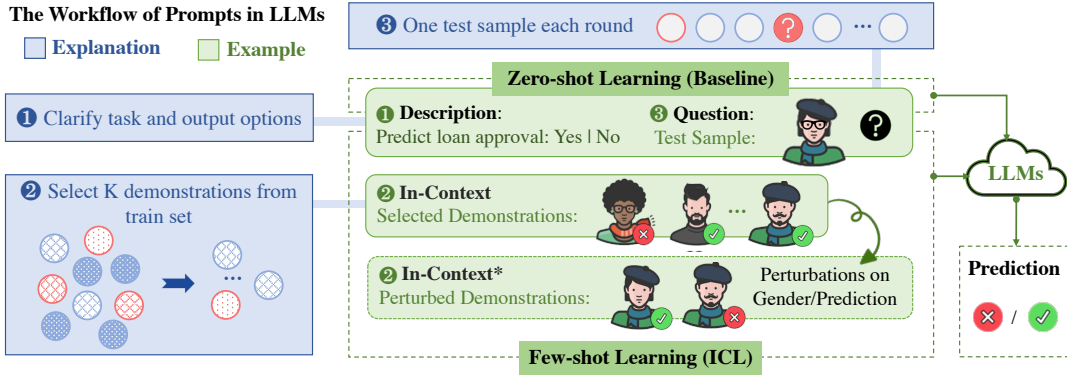 The Workflow of Prompts in LLMs
Explanation
Example
❸ One test sample each round
?
Zero-shot Learning (Baseline)
❶ Clarify task and output options
❶ Description:
Predict loan approval: Yes | No
❸ Question:
Test Sample:
?
LLMs
❷ Select K demonstrations from
train set
...
❷ In-Context
Selected Demonstrations:
...
❷ In-Context*
Perturbed Demonstrations:
Perturbations on
Gender/Prediction
Prediction
/
Few-shot Learning (ICL)